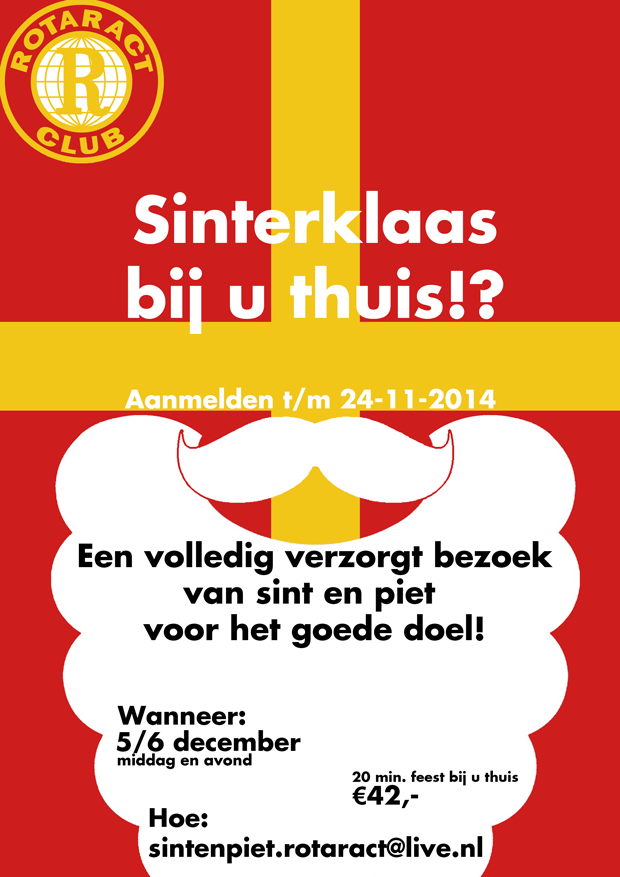 ROTARACT
R
CLUB
Sinterklaas
bij u thuis!?
Aanmelden t/m 24-11-2014
Een volledig verzorgt bezoek
van sint en piet
voor het goede doel!
Wanneer:
5/6 december
middag en avond
20 min. feest bij u thuis
€42,-
Hoe:
sintenpiet.rotaract@live.nl